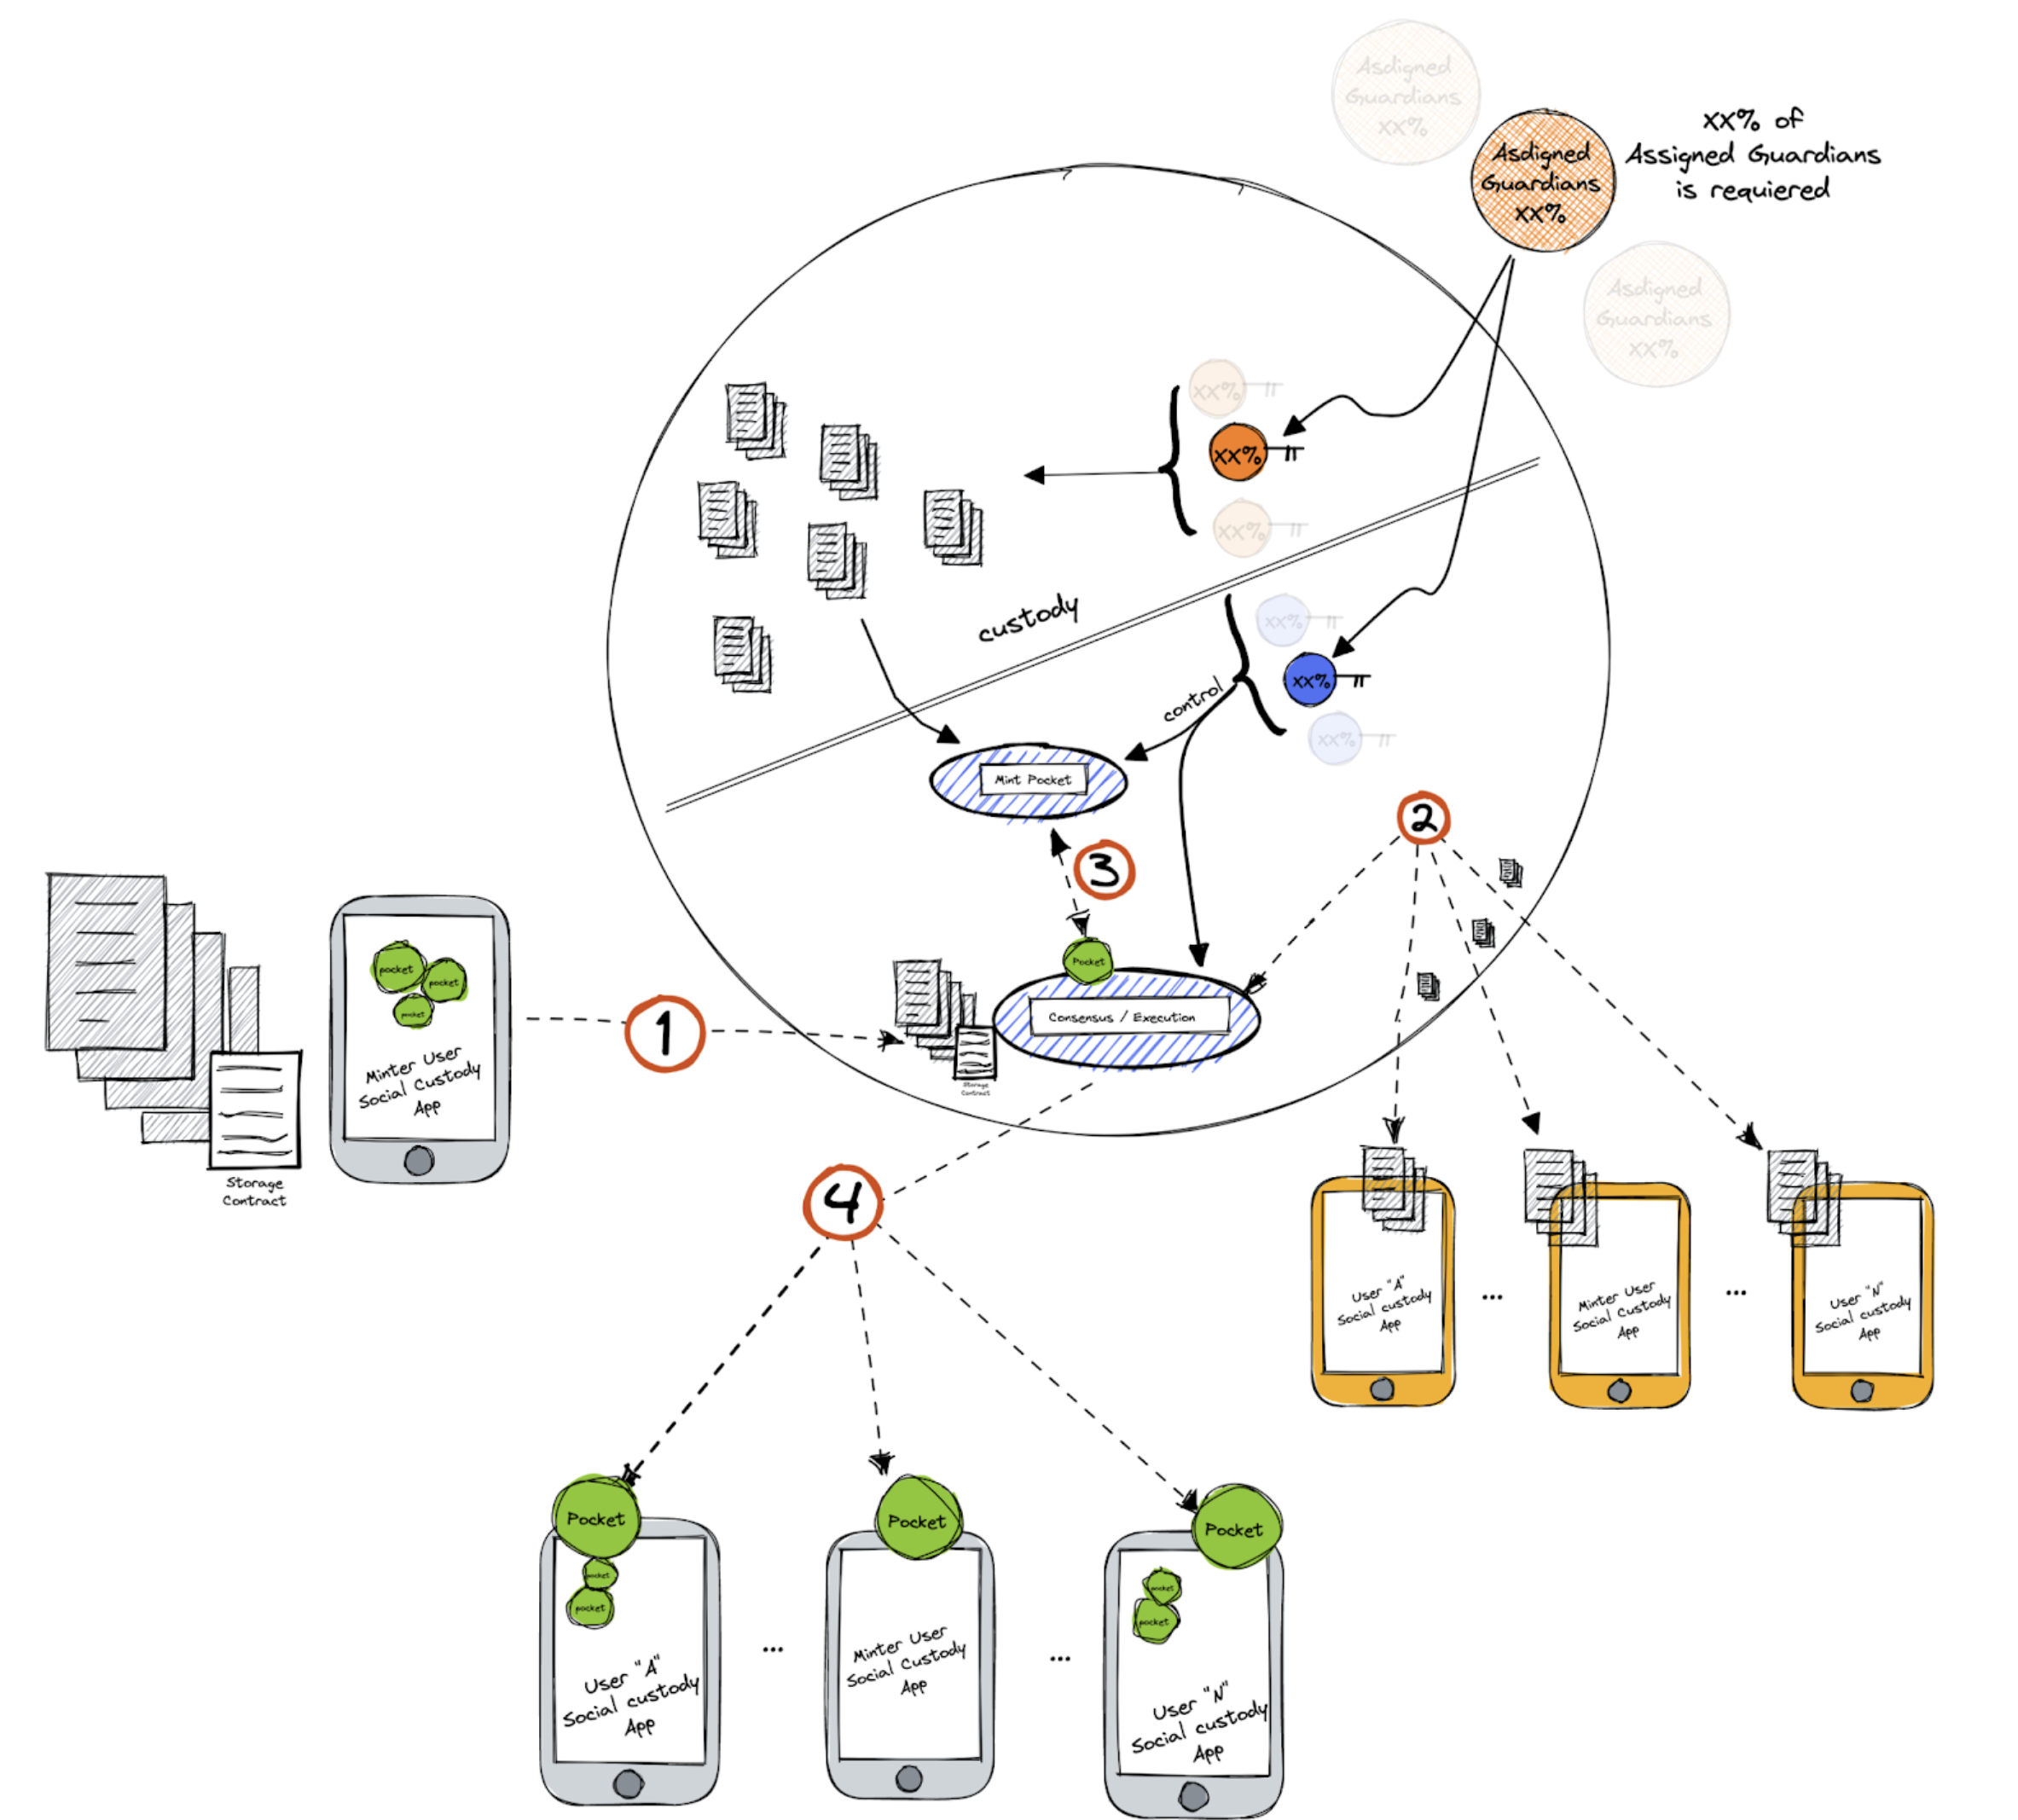 Asdigned
Guardians
xx%
Asdigned
Guardians
xx%
xx% of
Assigned Guardians
is requiered
Asdigned
Guardians
xx%
xx%
xx%
xx%
custody
xx%
xx%
xx%
control
Mint Pocket
2
3
Pocket
Consensus / Execution
Storage
Contract
pocket
pocket
pocket
Minter User
Social Custody
App
Storage
Contract
1
4
User "A"
Social custody
App
...
Minter User
Social Custody
App
...
User "N"
Social custody
App
Pocket
pocket
pocket
User "A"
Social custody
App
...
Pocket
Minter User
Social Custody
App
...
Pocket
pocket
pocket
User "N"
Social custody
App